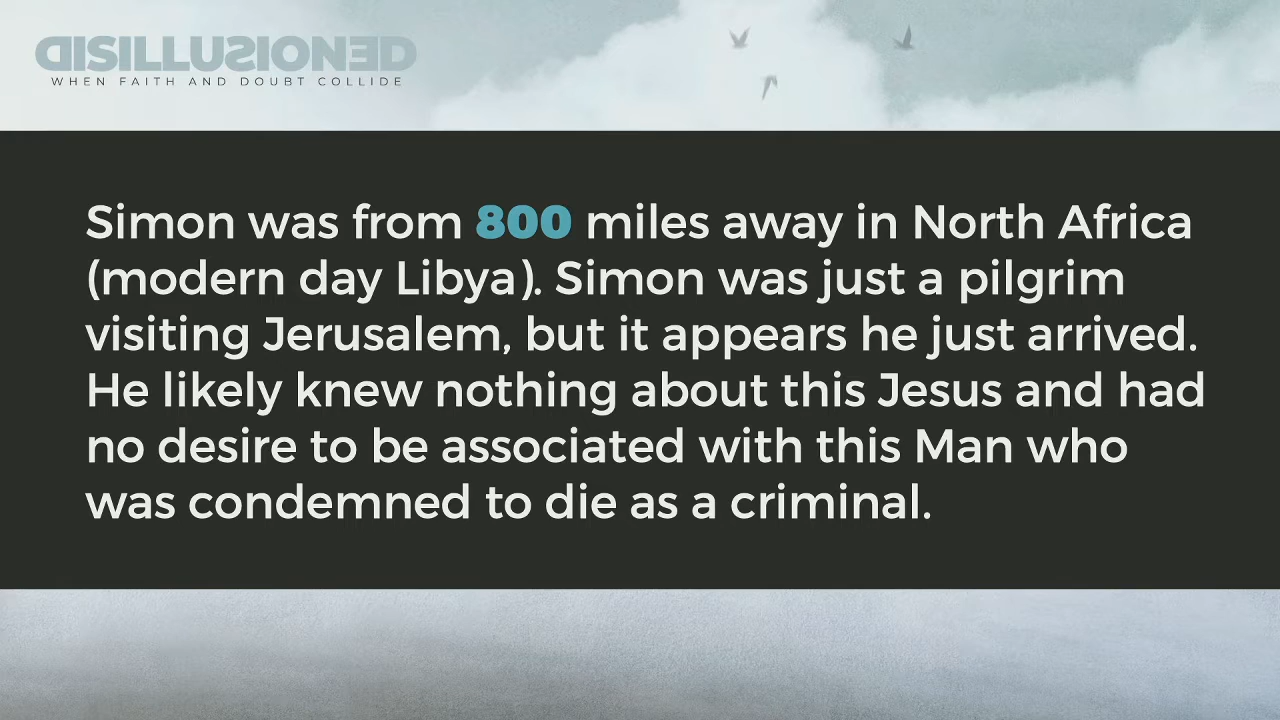 DISILLUSIONED
WHEN FAITH AND DOUBT COLLIDE
Simon was from 800 miles away in North Africa
(modern day Libya). Simon was just a pilgrim
visiting Jerusalem, but it appears he just arrived.
He likely knew nothing about this Jesus and had
no desire to be associated with this Man who
was condemned to die as a criminal.